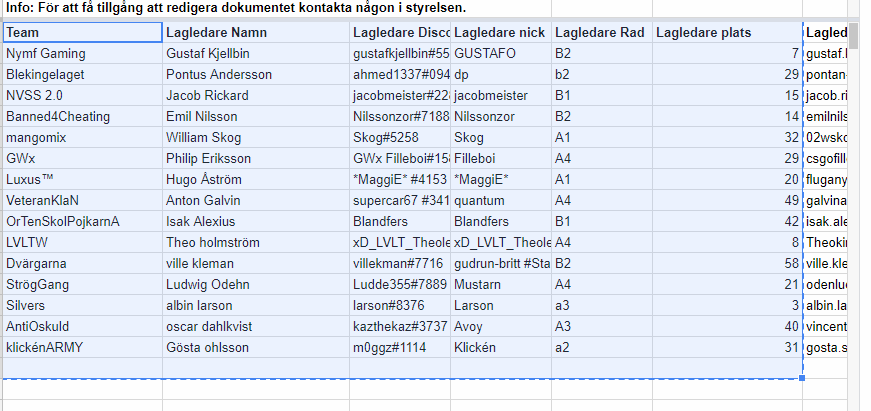 Info: För att få tillgång att redigera dokumentet kontakta någon i styrelsen.
Team Lagledare Namn Lagledare Disco Lagledare nick Lagledare Rad Lagledare plats Lagled
Nymf Gaming Gustaf Kjellbin gustafkjellbin#55 GUSTAFO B2 7 gustaf.
Blekingelaget Pontus Andersson ahmed1337#094 dp b2 29 pontan
NVSS 2.0 Jacob Rickard jacobmeister#22 jacobmeister B1 15 jacob.ri
Banned4Cheating Emil Nilsson Nilssonzor#7188 Nilssonzor B2 14 emilnils
mangomix William Skog Skog#5258 Skog A1 32 02wsko
GWx Philip Eriksson GWx Filleboi#15 Filleboi A4 29 csgofill
Luxus™ Hugo Åström *MaggiE* #4153 *MaggiE* A1 20 flugany
VeteranKlaN Anton Galvin supercar67 #341 quantum A4 49 galvina
OrTenSkolPojkarnA Isak Alexius Blandfers Blandfers B1 42 isak.ale
LVLTW Theo holmström xD_LVLT_Theole xD_LVLT_Theole A4 8 Theokin
Dvärgarna ville kleman villekman#7716 gudrun-britt #Sta B2 58 ville.kle
StrögGang Ludwig Odehn Ludde355#7889 Mustarn A4 21 odenluc
Silvers albin larson larson#8376 Larson a3 3 albin.la
AntiOskuld oscar dahlkvist kazthekaz#3737 Avoy A3 40 vincent
klickénARMY Gösta ohlsson m0ggz#1114 Klickén a2 31 gosta.s